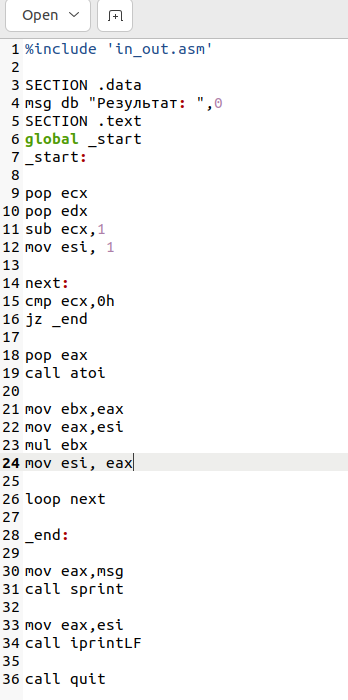 Open
1 %include 'in_out.asm'
2
3 SECTION .data
4 msg db "Результат: ",0
5 SECTION .text
6 global _start
7 _start:
8
9 pop ecx
10 pop edx
11 sub ecx,1
12 mov esi, 1
13
14 next:
15 cmp ecx,0h
16 jz _end
17
18 pop eax
19 call atoi
20
21 mov ebx,eax
22 mov eax,esi
23 mul ebx
24 mov esi, eax
25
26 loop next
27
28 _end:
29
30 mov eax,msg
31 call sprint
32
33 mov eax,esi
34 call iprintLF
35
36 call quit